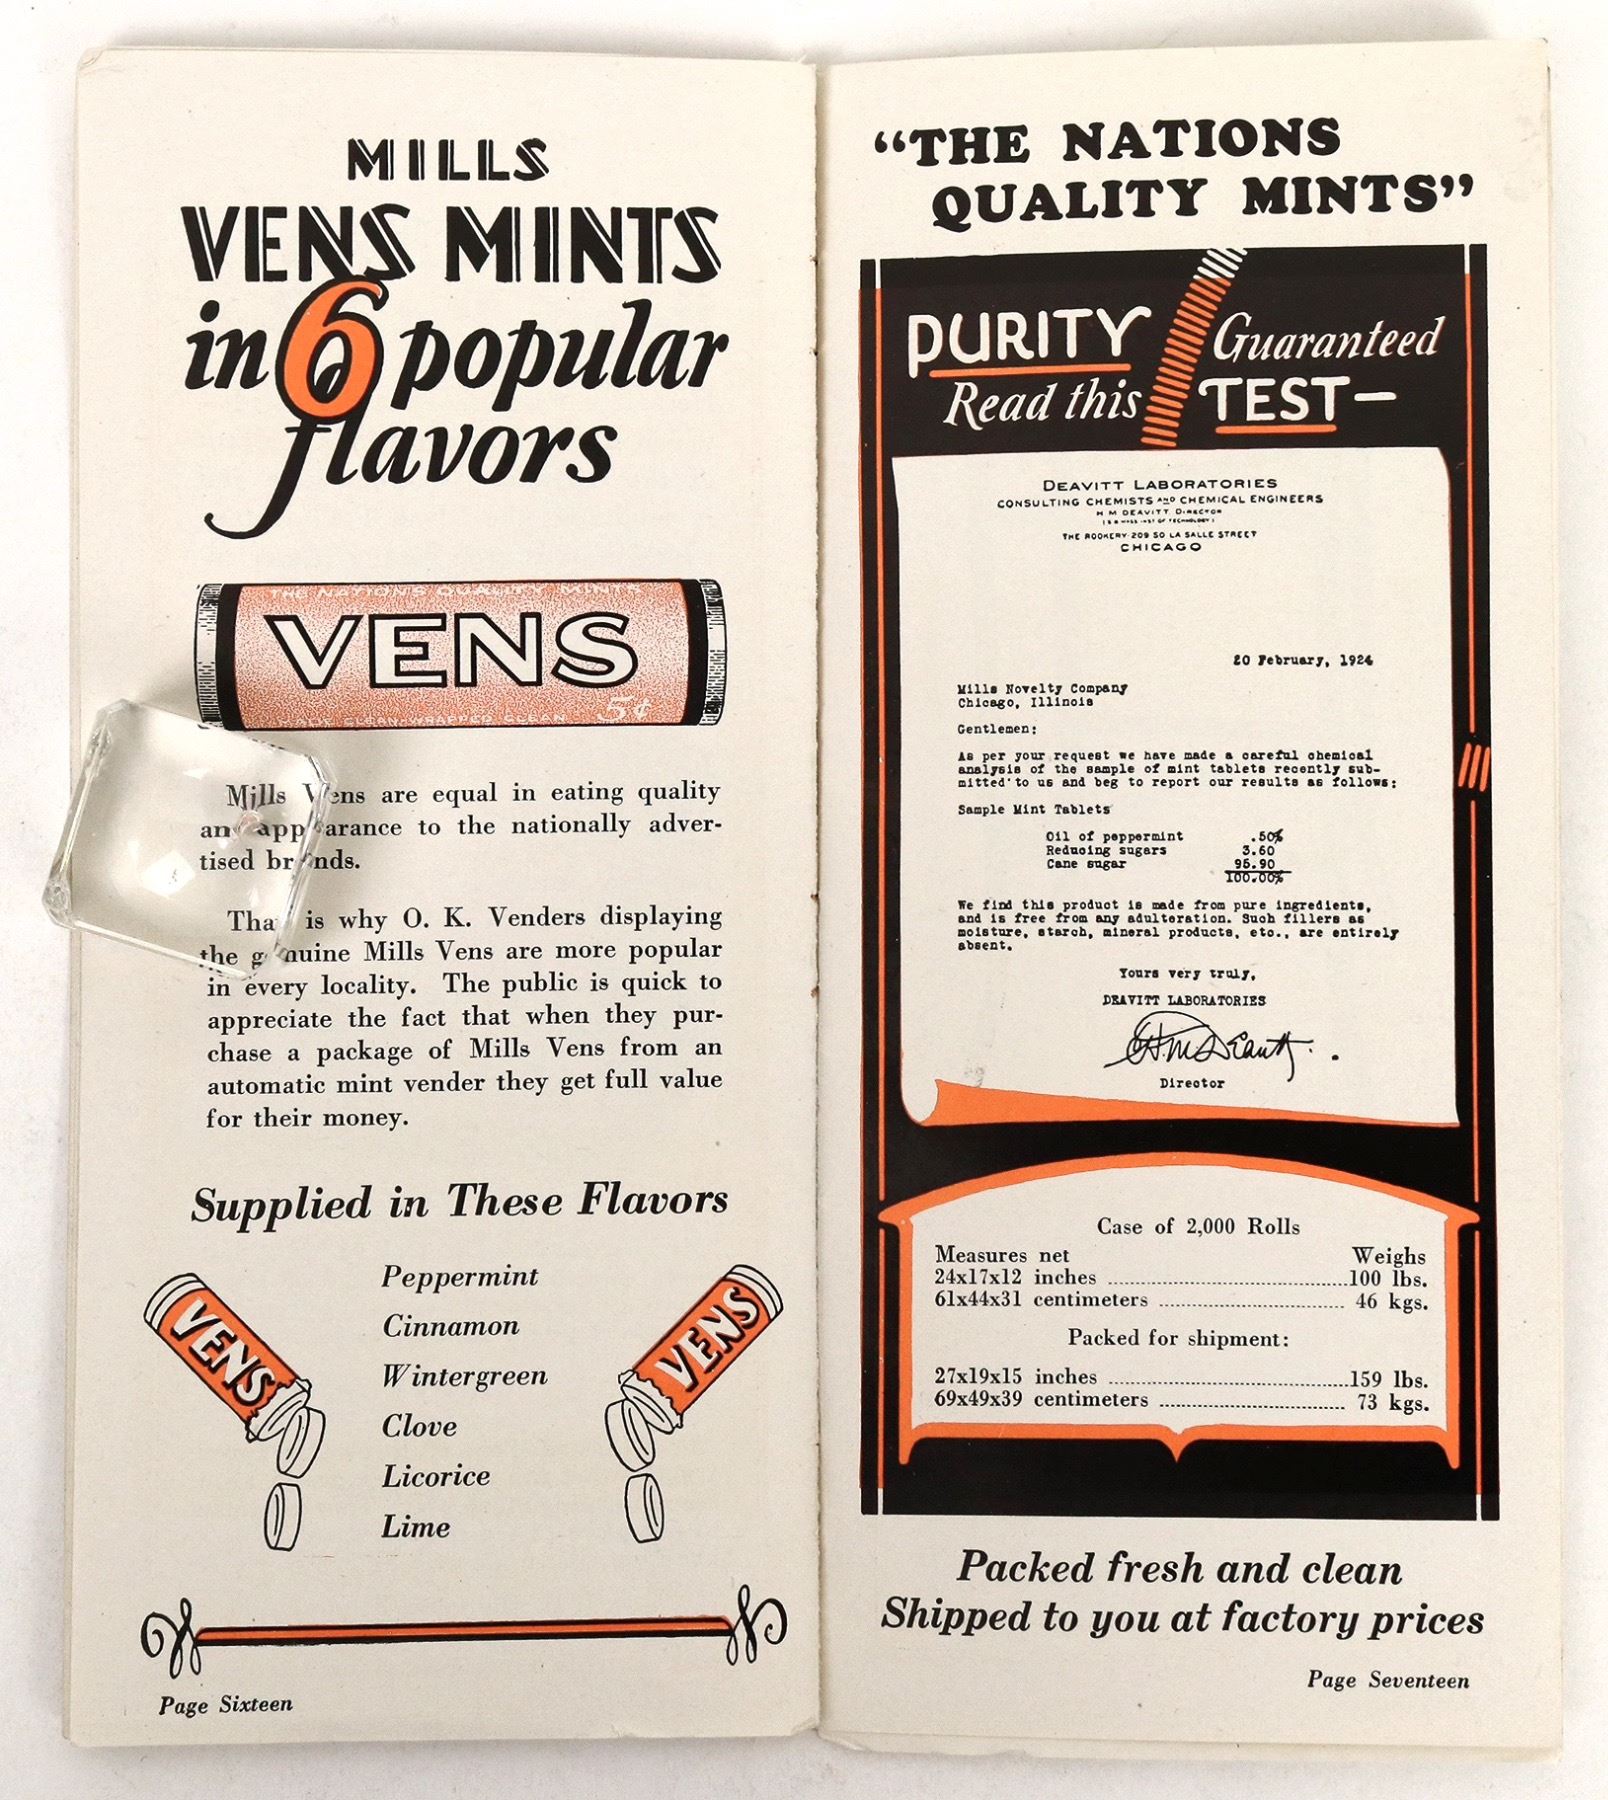 MILLS
VENS MINTS
in 6 popular
flavors
THE NATION'S QUALITY MINTS
VENS
MADE CLEAN-WRAPPED CLEAN 5¢
Mills Vens are equal in eating quality
and appearance to the nationally adver-
tised brands.
That is why O. K. Venders displaying
the genuine Mills Vens are more popular
in every locality. The public is quick to
appreciate the fact that when they pur-
chase a package of Mills Vens from an
automatic mint vender they get full value
for their money.
Supplied in These Flavors
Peppermint
Cinnamon
Wintergreen
Clove
Licorice
Lime
VENS
VENS
Page Sixteen
“THE NATIONS
QUALITY MINTS”
PURITY Guaranteed
Read this TEST—
DEAVITT LABORATORIES
CONSULTING CHEMISTS AND CHEMICAL ENGINEERS
H M DEAVITT DIRECTOR
(S B MASS INST OF TECHNOLOGY)
THE ROOKERY 209 SO LA SALLE STREET
CHICAGO
20 February, 1924
Mills Novelty Company
Chicago, Illinois
Gentlemen:
As per your request we have made a careful chemical
analysis of the sample of mint tablets recently sub-
mitted to us and beg to report our results as follows:
Sample Mint Tablets
Oil of peppermint .50%
Reducing sugars 3.60
Cane sugar 95.90
100.00%
We find this product is made from pure ingredients,
and is free from any adulteration. Such fillers as
moisture, starch, mineral products, etc., are entirely
absent.
Yours very truly,
DEAVITT LABORATORIES
H.M. Deavitt.
Director
Case of 2,000 Rolls
Measures net Weighs
24x17x12 inches 100 lbs.
61x44x31 centimeters 46 kgs.
Packed for shipment:
27x19x15 inches 159 lbs.
69x49x39 centimeters 73 kgs.
Packed fresh and clean
Shipped to you at factory prices
Page Seventeen